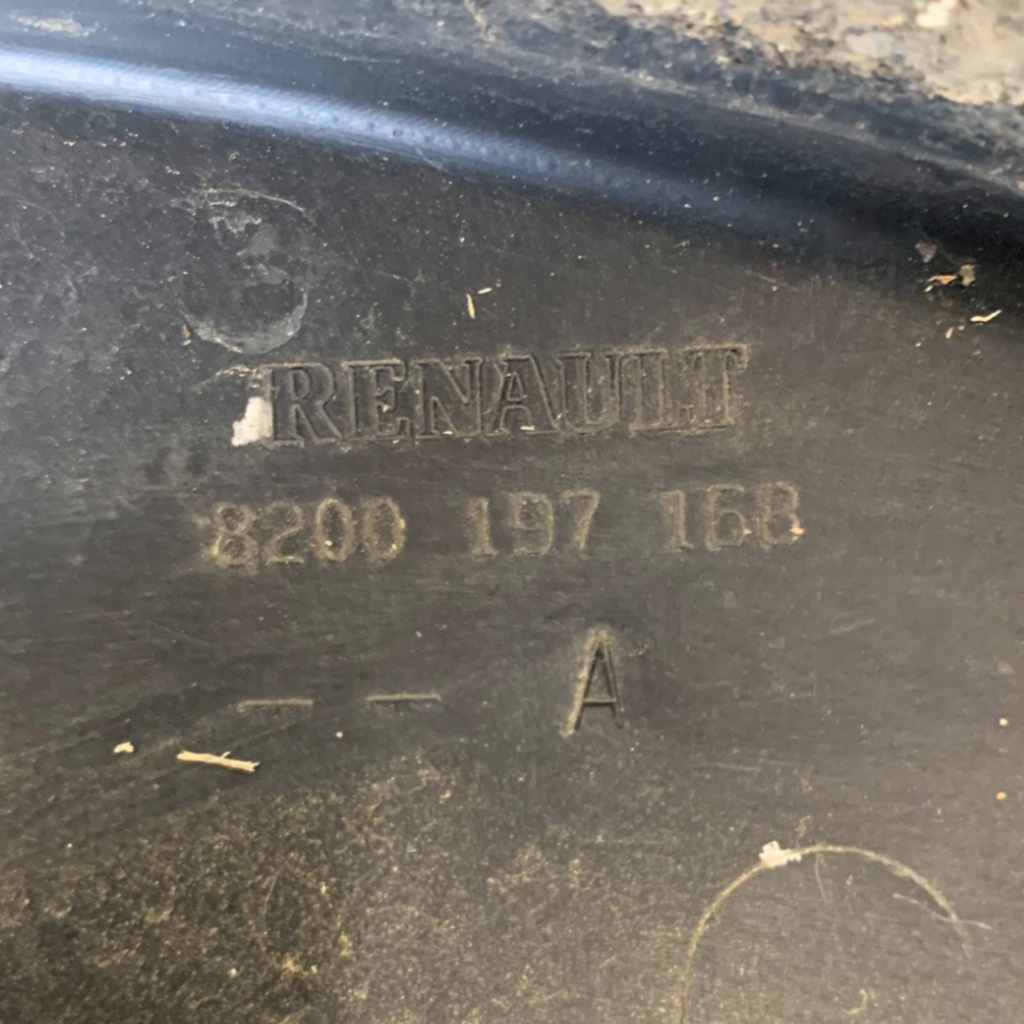 RENAULT
8200 197 168
-- A